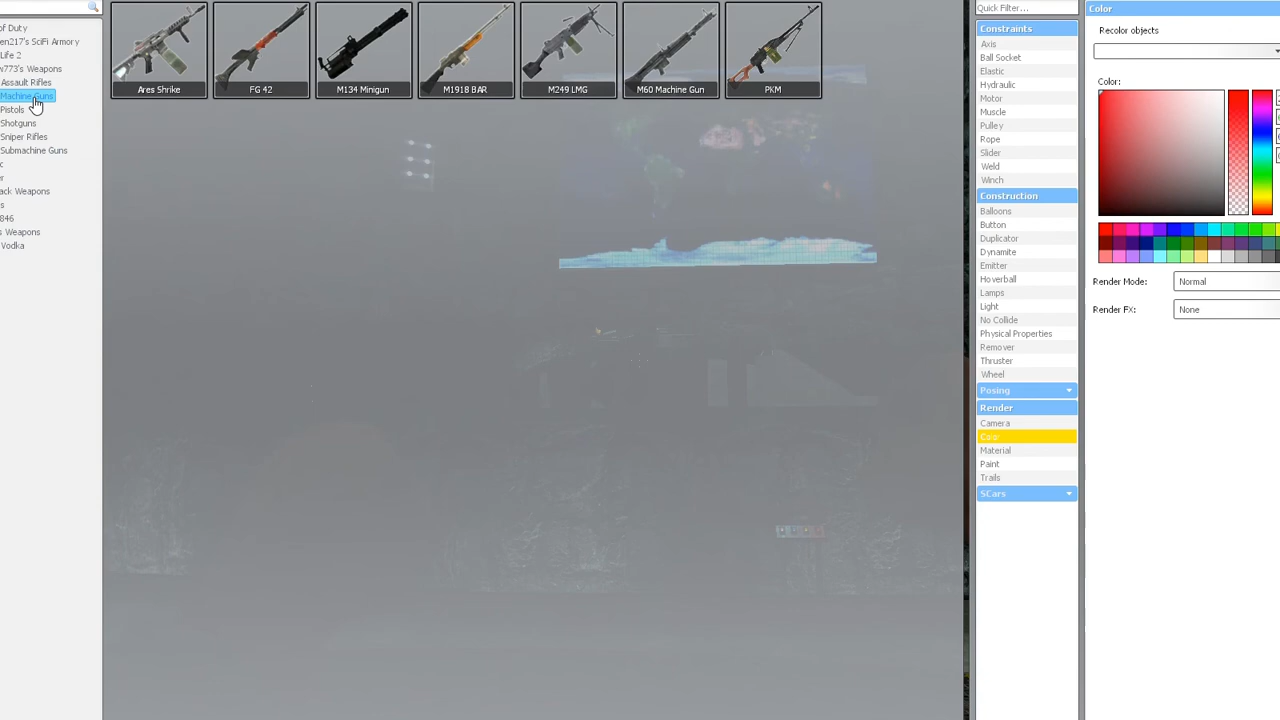 of Duty
en217's SciFi Armory
Life 2
w773's Weapons
Assault Rifles
Machine Guns
Pistols
Shotguns
Sniper Rifles
Submachine Guns
c
r
ack Weapons
s
846
s Weapons
Vodka
Ares Shrike
FG 42
M134 Minigun
M1918 BAR
M249 LMG
M60 Machine Gun
PKM
Quick Filter...
Constraints
Axis
Ball Socket
Elastic
Hydraulic
Motor
Muscle
Pulley
Rope
Slider
Weld
Winch
Construction
Balloons
Button
Duplicator
Dynamite
Emitter
Hoverball
Lamps
Light
No Collide
Physical Properties
Remover
Thruster
Wheel
Posing
Render
Camera
Color
Material
Paint
Trails
SCars
Color
Recolor objects
Color:
Render Mode:
Normal
Render FX:
None